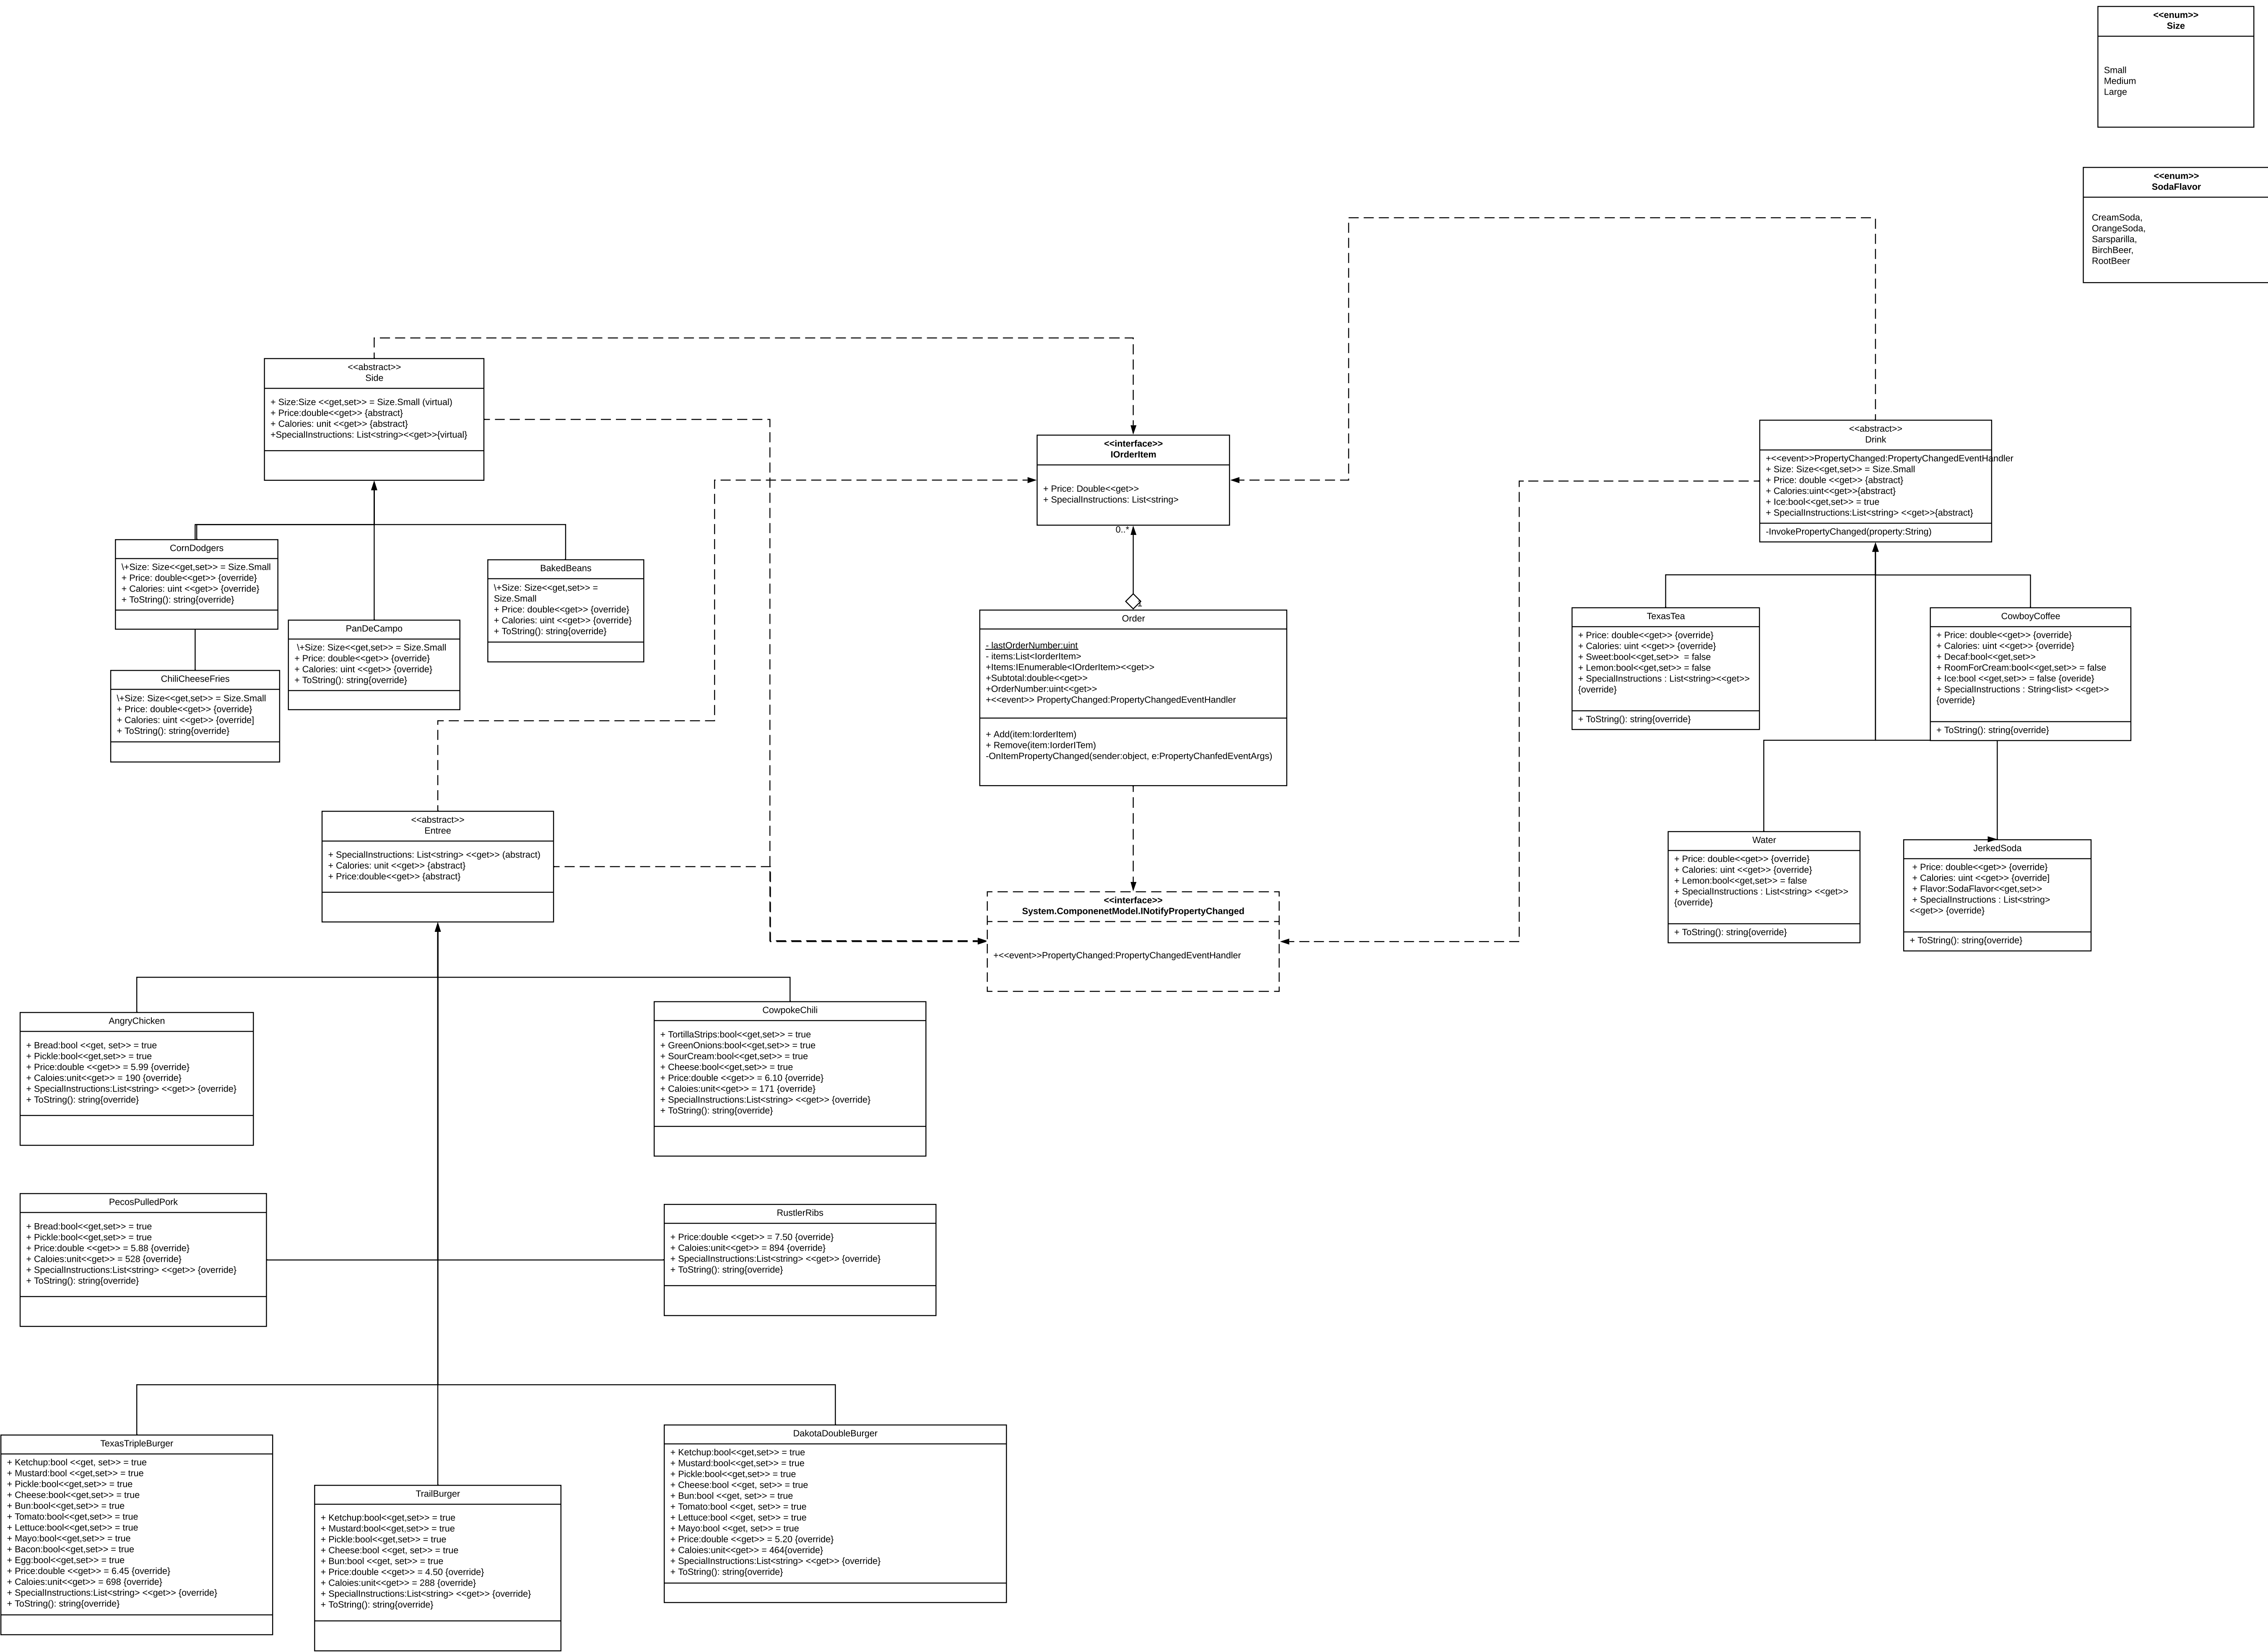 <<enum>>
Size
Small
Medium
Large
<<enum>>
SodaFlavor
CreamSoda,
OrangeSoda,
Sarsparilla,
BirchBeer,
RootBeer
<<abstract>>
Side
+ Size:Size <<get,set>> = Size.Small (virtual)
+ Price:double<<get>> {abstract}
+ Calories: unit <<get>> {abstract}
+SpecialInstructions: List<string><<get>>{virtual}
<<interface>>
IOrderItem
+ Price: Double<<get>>
+ SpecialInstructions: List<string>
0..*
<<abstract>>
Drink
+<<event>>PropertyChanged:PropertyChangedEventHandler
+ Size: Size<<get,set>> = Size.Small
+ Price: double <<get>> {abstract}
+ Calories:uint<<get>>{abstract}
+ Ice:bool<<get,set>> = true
+ SpecialInstructions:List<string> <<get>>{abstract}
-InvokePropertyChanged(property:String)
CornDodgers
\+Size: Size<<get,set>> = Size.Small
+ Price: double<<get>> {override}
+ Calories: uint <<get>> {override}
+ ToString(): string{override}
BakedBeans
\+Size: Size<<get,set>> =
Size.Small
+ Price: double<<get>> {override}
+ Calories: uint <<get>> {override}
+ ToString(): string{override}
PanDeCampo
\+Size: Size<<get,set>> = Size.Small
+ Price: double<<get>> {override}
+ Calories: uint <<get>> {override}
+ ToString(): string{override}
ChiliCheeseFries
\+Size: Size<<get,set>> = Size.Small
+ Price: double<<get>> {override}
+ Calories: uint <<get>> {override]
+ ToString(): string{override}
1
Order
- lastOrderNumber:uint
- items:List<IorderItem>
+Items:IEnumerable<IOrderItem><<get>>
+Subtotal:double<<get>>
+OrderNumber:uint<<get>>
+<<event>> PropertyChanged:PropertyChangedEventHandler
+ Add(item:IorderItem)
+ Remove(item:IorderITem)
-OnItemPropertyChanged(sender:object, e:PropertyChanfedEventArgs)
TexasTea
+ Price: double<<get>> {override}
+ Calories: uint <<get>> {override}
+ Sweet:bool<<get,set>>  = false
+ Lemon:bool<<get,set>> = false
+ SpecialInstructions : List<string><<get>>
{override}
+ ToString(): string{override}
CowboyCoffee
+ Price: double<<get>> {override}
+ Calories: uint <<get>> {override}
+ Decaf:bool<<get,set>>
+ RoomForCream:bool<<get,set>> = false
+ Ice:bool <<get,set>> = false {overide}
+ SpecialInstructions : String<list> <<get>>
{override}
+ ToString(): string{override}
Water
+ Price: double<<get>> {override}
+ Calories: uint <<get>> {override}
+ Lemon:bool<<get,set>> = false
+ SpecialInstructions : List<string> <<get>>
{override}
+ ToString(): string{override}
JerkedSoda
+ Price: double<<get>> {override}
+ Calories: uint <<get>> {override]
+ Flavor:SodaFlavor<<get,set>>
+ SpecialInstructions : List<string>
<<get>> {override}
+ ToString(): string{override}
<<abstract>>
Entree
+ SpecialInstructions: List<string> <<get>> (abstract)
+ Calories: unit <<get>> {abstract}
+ Price:double<<get>> {abstract}
<<interface>>
System.ComponenetModel.INotifyPropertyChanged
+<<event>>PropertyChanged:PropertyChangedEventHandler
AngryChicken
+ Bread:bool <<get, set>> = true
+ Pickle:bool<<get,set>> = true
+ Price:double <<get>> = 5.99 {override}
+ Caloies:unit<<get>> = 190 {override}
+ SpecialInstructions:List<string> <<get>> {override}
+ ToString(): string{override}
CowpokeChili
+ TortillaStrips:bool<<get,set>> = true
+ GreenOnions:bool<<get,set>> = true
+ SourCream:bool<<get,set>> = true
+ Cheese:bool<<get,set>> = true
+ Price:double <<get>> = 6.10 {override}
+ Caloies:unit<<get>> = 171 {override}
+ SpecialInstructions:List<string> <<get>> {override}
+ ToString(): string{override}
PecosPulledPork
+ Bread:bool<<get,set>> = true
+ Pickle:bool<<get,set>> = true
+ Price:double <<get>> = 5.88 {override}
+ Caloies:unit<<get>> = 528 {override}
+ SpecialInstructions:List<string> <<get>> {override}
+ ToString(): string{override}
RustlerRibs
+ Price:double <<get>> = 7.50 {override}
+ Caloies:unit<<get>> = 894 {override}
+ SpecialInstructions:List<string> <<get>> {override}
+ ToString(): string{override}
TexasTripleBurger
+ Ketchup:bool <<get, set>> = true
+ Mustard:bool <<get,set>> = true
+ Pickle:bool<<get,set>> = true
+ Cheese:bool<<get,set>> = true
+ Bun:bool<<get,set>> = true
+ Tomato:bool<<get,set>> = true
+ Lettuce:bool<<get,set>> = true
+ Mayo:bool<<get,set>> = true
+ Bacon:bool<<get,set>> = true
+ Egg:bool<<get,set>> = true
+ Price:double <<get>> = 6.45 {override}
+ Caloies:unit<<get>> = 698 {override}
+ SpecialInstructions:List<string> <<get>> {override}
+ ToString(): string{override}
TrailBurger
+ Ketchup:bool<<get,set>> = true
+ Mustard:bool<<get,set>> = true
+ Pickle:bool<<get,set>> = true
+ Cheese:bool <<get, set>> = true
+ Bun:bool <<get, set>> = true
+ Price:double <<get>> = 4.50 {override}
+ Caloies:unit<<get>> = 288 {override}
+ SpecialInstructions:List<string> <<get>> {override}
+ ToString(): string{override}
DakotaDoubleBurger
+ Ketchup:bool<<get,set>> = true
+ Mustard:bool<<get,set>> = true
+ Pickle:bool<<get,set>> = true
+ Cheese:bool <<get, set>> = true
+ Bun:bool <<get, set>> = true
+ Tomato:bool <<get, set>> = true
+ Lettuce:bool <<get, set>> = true
+ Mayo:bool <<get, set>> = true
+ Price:double <<get>> = 5.20 {override}
+ Caloies:unit<<get>> = 464{override}
+ SpecialInstructions:List<string> <<get>> {override}
+ ToString(): string{override}